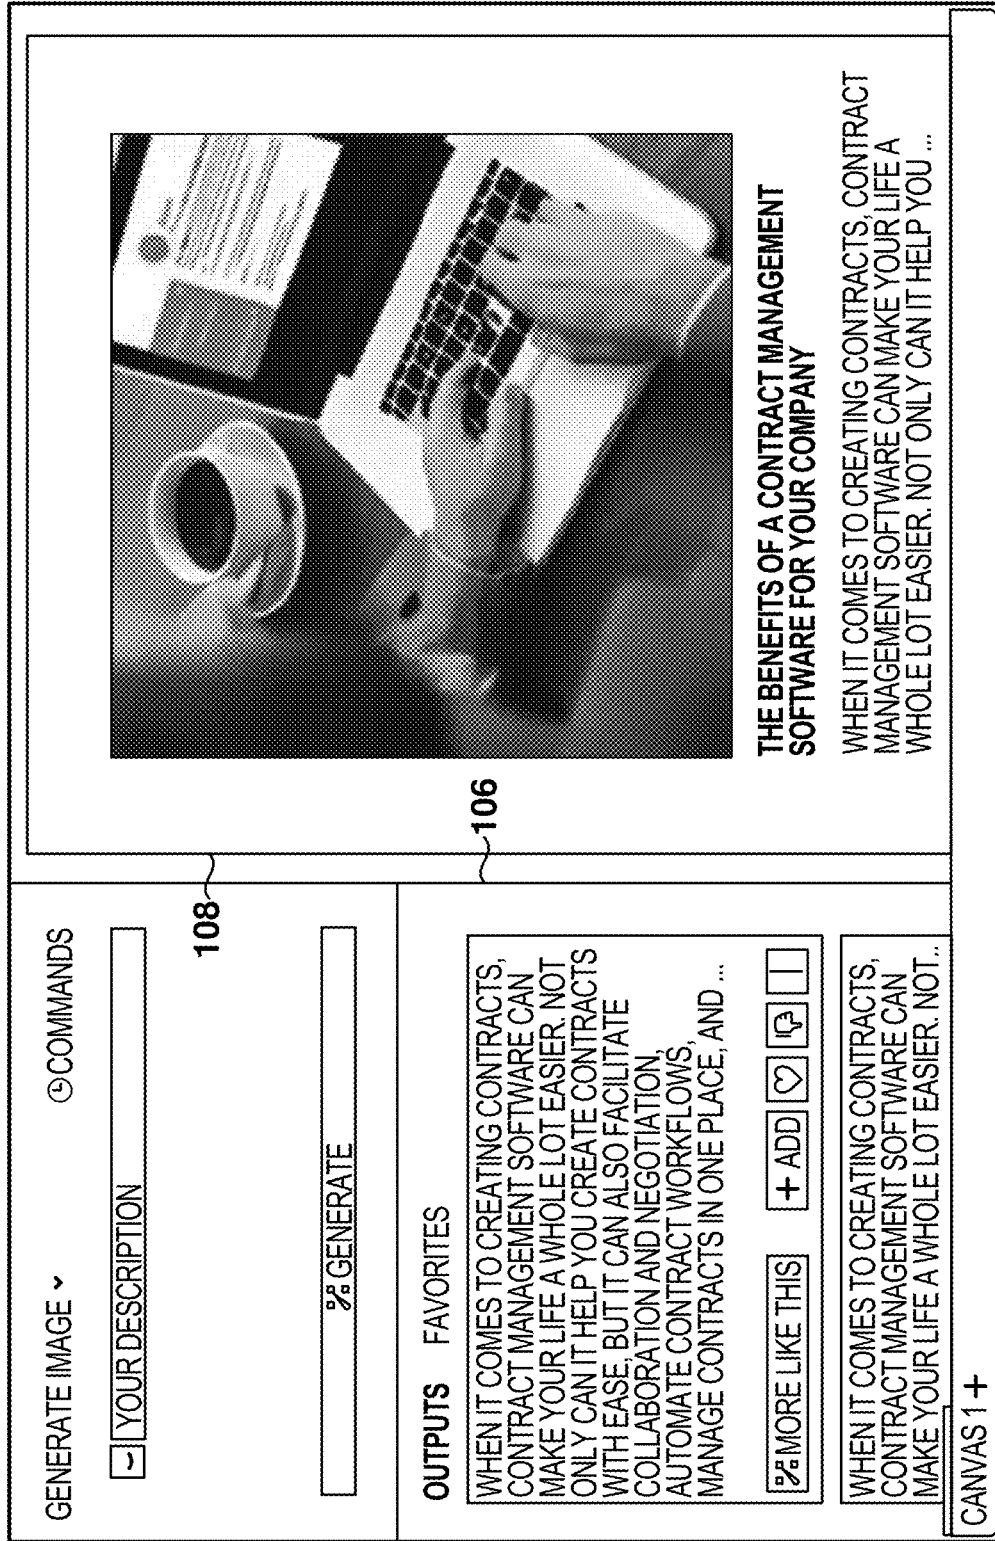 GENERATE IMAGE
COMMANDS
YOUR DESCRIPTION
GENERATE
108
106
OUTPUTS FAVORITES
WHEN IT COMES TO CREATING CONTRACTS,
CONTRACT MANAGEMENT SOFTWARE CAN
MAKE YOUR LIFE A WHOLE LOT EASIER. NOT
ONLY CAN IT HELP YOU CREATE CONTRACTS
WITH EASE, BUT IT CAN ALSO FACILITATE
COLLABORATION AND NEGOTIATION,
AUTOMATE CONTRACT WORKFLOWS,
MANAGE CONTRACTS IN ONE PLACE, AND ...
MORE LIKE THIS
+ ADD
WHEN IT COMES TO CREATING CONTRACTS,
CONTRACT MANAGEMENT SOFTWARE CAN
MAKE YOUR LIFE A WHOLE LOT EASIER. NOT..
THE BENEFITS OF A CONTRACT MANAGEMENT
SOFTWARE FOR YOUR COMPANY
WHEN IT COMES TO CREATING CONTRACTS, CONTRACT
MANAGEMENT SOFTWARE CAN MAKE YOUR LIFE A
WHOLE LOT EASIER. NOT ONLY CAN IT HELP YOU ...
CANVAS 1 +